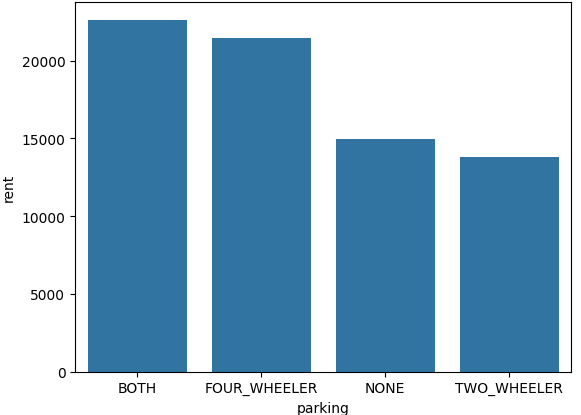 20000
15000
10000
5000
0
rent
BOTH FOUR_WHEELER NONE TWO_WHEELER
parking